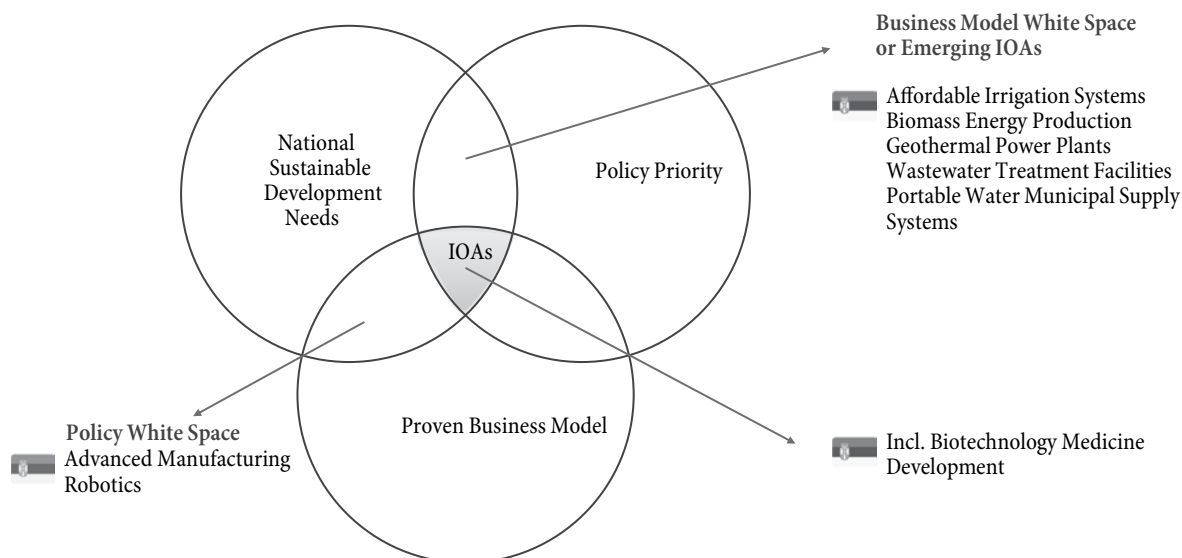 Business Model White Space
or Emerging IOAs
Affordable Irrigation Systems
Biomass Energy Production
Geothermal Power Plants
Wastewater Treatment Facilities
Portable Water Municipal Supply
Systems
National
Sustainable
Development
Needs
Policy Priority
IOAs
Proven Business Model
Policy White Space
Advanced Manufacturing
Robotics
Incl. Biotechnology Medicine
Development